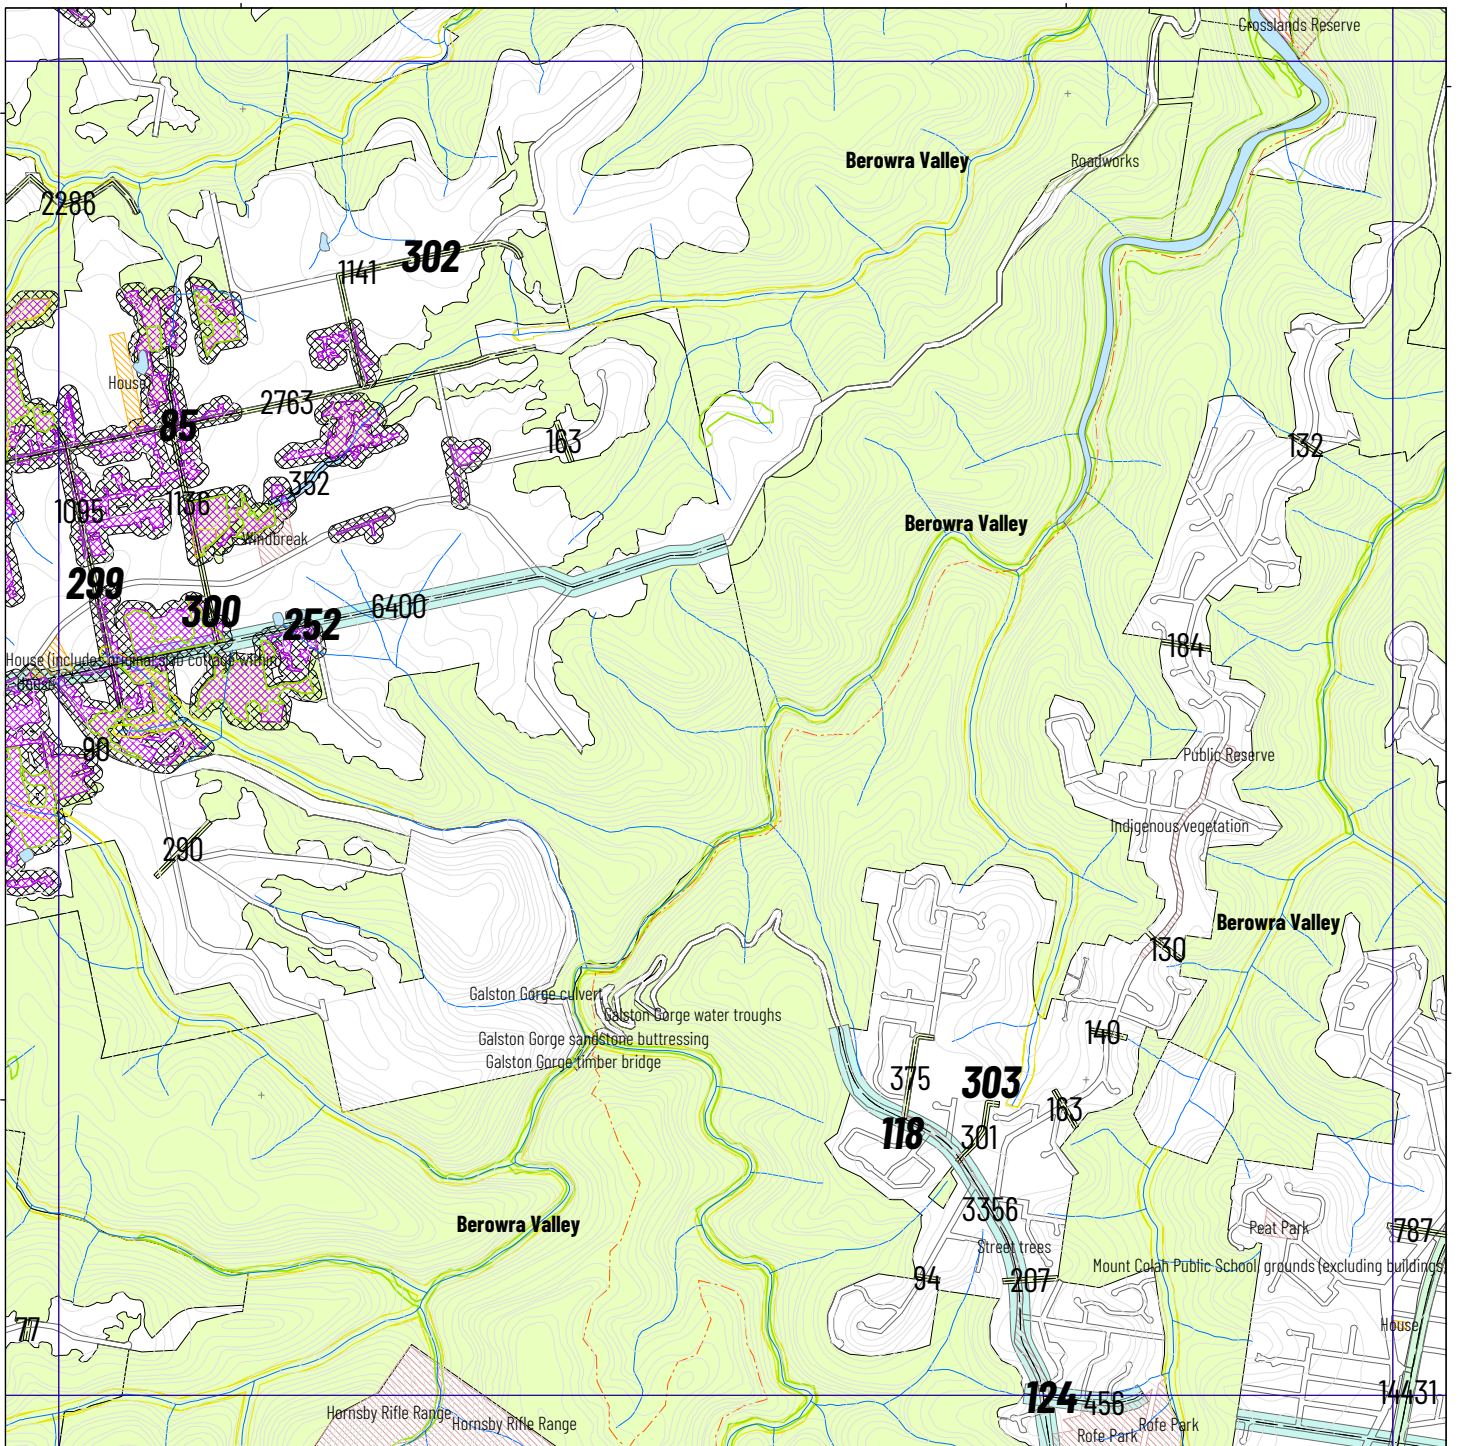 Crosslands Reserve
Berowra Valley
Roadworks
2286
302
1141
House
2763
85
163
132
352
1095
1136
Windbreak
Berowra Valley
299
300
252
6400
184
House (includes original slab cottage within)
House
90
Public Reserve
Indigenous vegetation
290
Berowra Valley
130
Galston Gorge culvert
Galston Gorge water troughs
140
Galston Gorge sandstone buttressing
Galston Gorge timber bridge
375
303
163
118
301
3356
Berowra Valley
Peat Park
787
Street trees
Mount Colah Public School, grounds (excluding buildings
94
207
77
House
124
456
14431
Hornsby Rifle Range
Hornsby Rifle Range
Rofe Park
Rofe Park